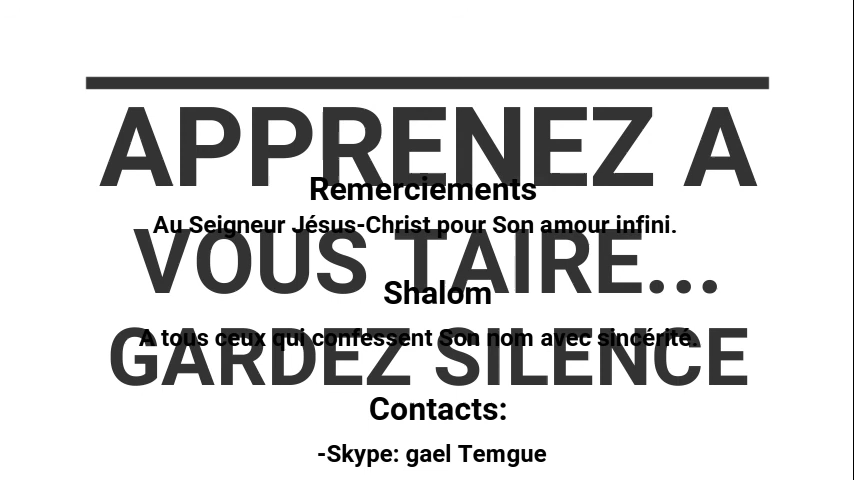 APPRENEZ A
Remerciements
Au Seigneur Jésus-Christ pour Son amour infini.
VOUS TAIRE...
Shalom
A tous ceux qui confessent Son nom avec sincérité.
GARDEZ SILENCE
Contacts:
-Skype: gael Temgue